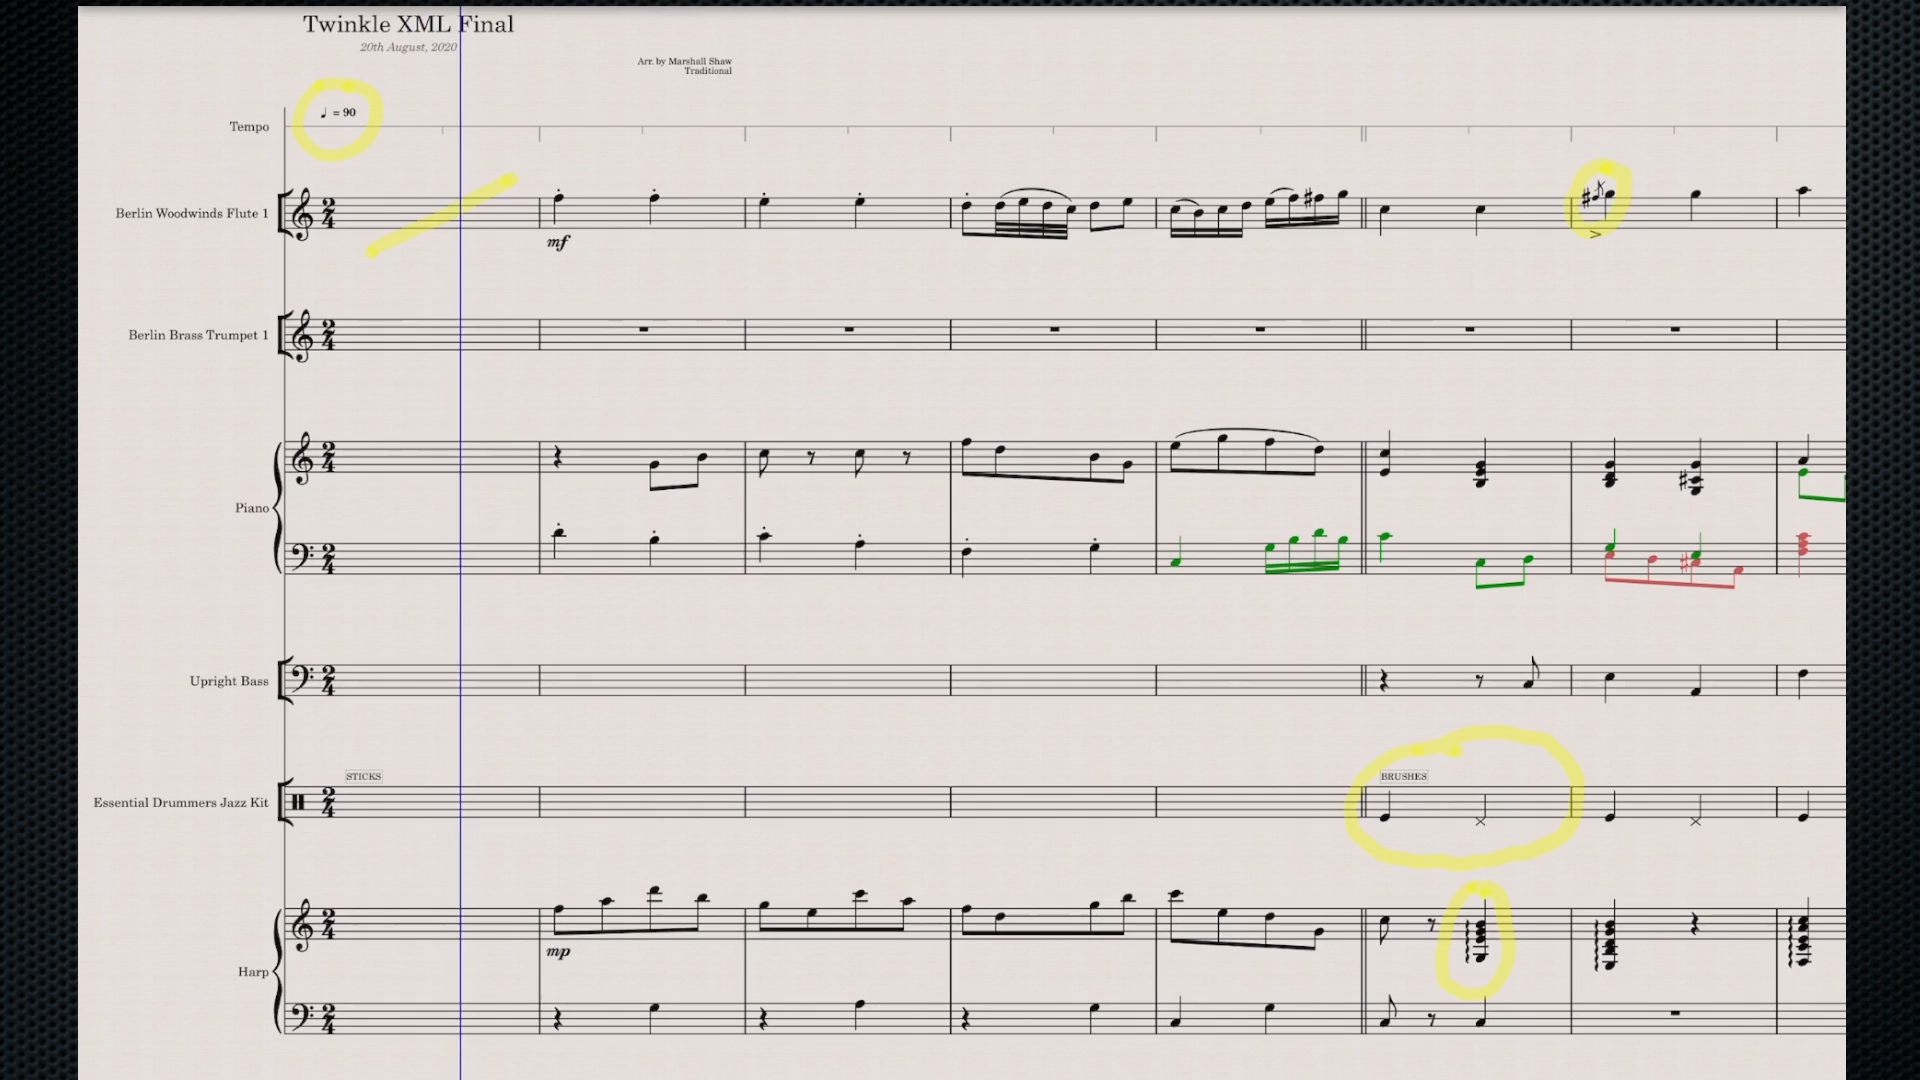 Twinkle XML Final
20th August, 2020
Arr. by Marshall Shaw
Traditional
♩ = 90
Tempo
Berlin Woodwinds Flute 1
mf
Berlin Brass Trumpet 1
Piano
Upright Bass
STICKS
BRUSHES
Essential Drummers Jazz Kit
mp
Harp